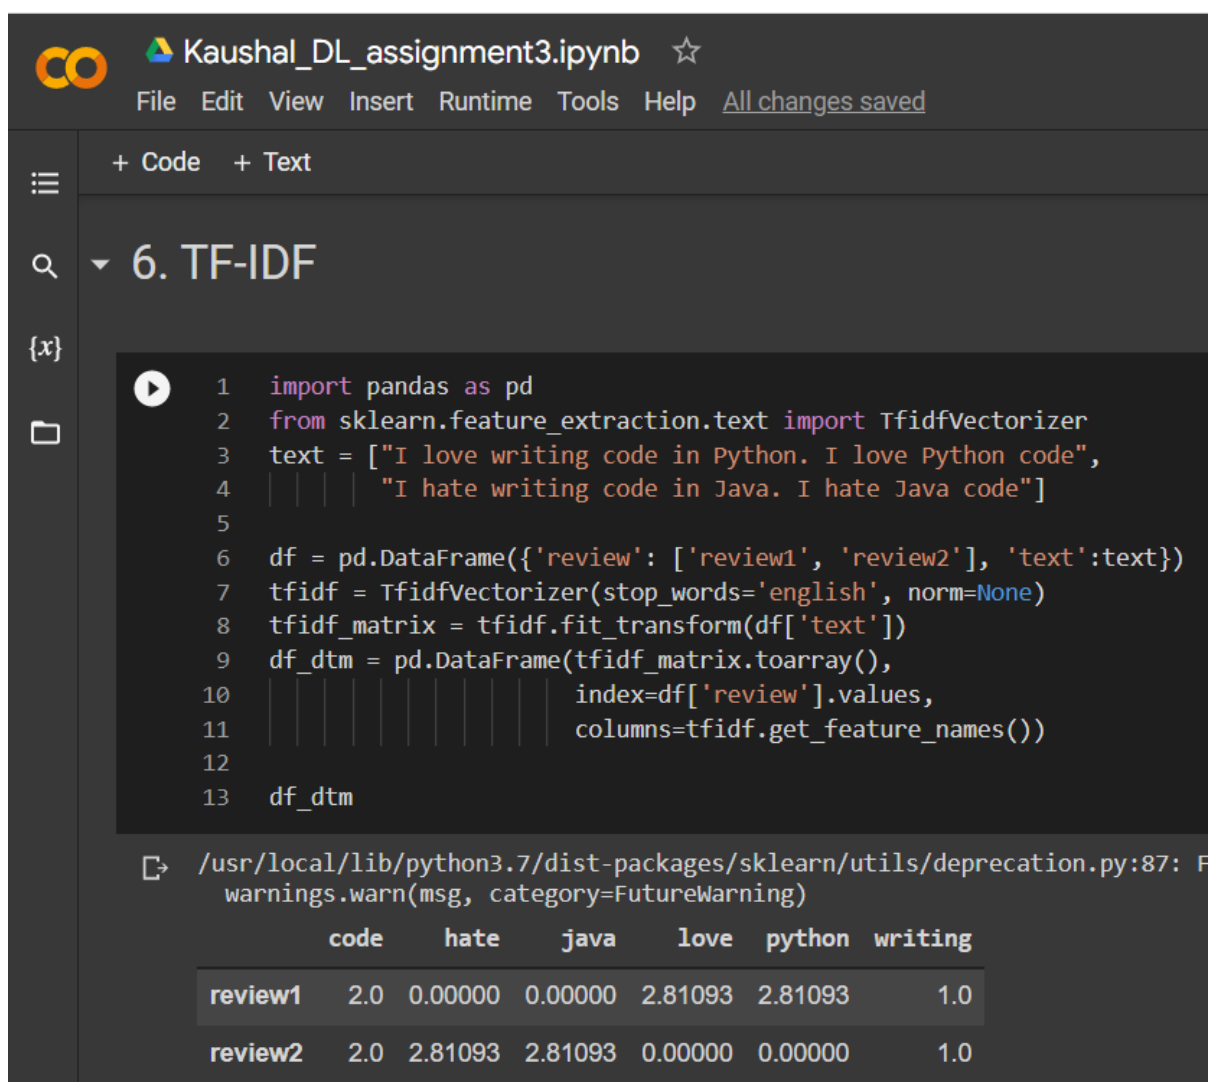 Kaushal_DL_assignment3.ipynb
File Edit View Insert Runtime Tools Help All changes saved
+ Code + Text
6. TF-IDF
{x}
1 import pandas as pd
2 from sklearn.feature_extraction.text import TfidfVectorizer
3 text = ["I love writing code in Python. I love Python code",
4 "I hate writing code in Java. I hate Java code"]
5
6 df = pd.DataFrame({'review': ['review1', 'review2'], 'text':text})
7 tfidf = TfidfVectorizer(stop_words='english', norm=None)
8 tfidf_matrix = tfidf.fit_transform(df['text'])
9 df_dtm = pd.DataFrame(tfidf_matrix.toarray(),
10 index=df['review'].values,
11 columns=tfidf.get_feature_names())
12
13 df_dtm
/usr/local/lib/python3.7/dist-packages/sklearn/utils/deprecation.py:87: F
warnings.warn(msg, category=FutureWarning)
code hate java love python writing
review1 2.0 0.00000 0.00000 2.81093 2.81093 1.0
review2 2.0 2.81093 2.81093 0.00000 0.00000 1.0